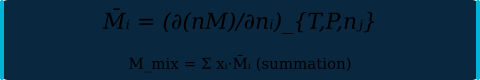 M̄ᵢ = (∂(nM)/∂nᵢ)_{T,P,nⱼ}
M_mix = Σ xᵢ·M̄ᵢ (summation)